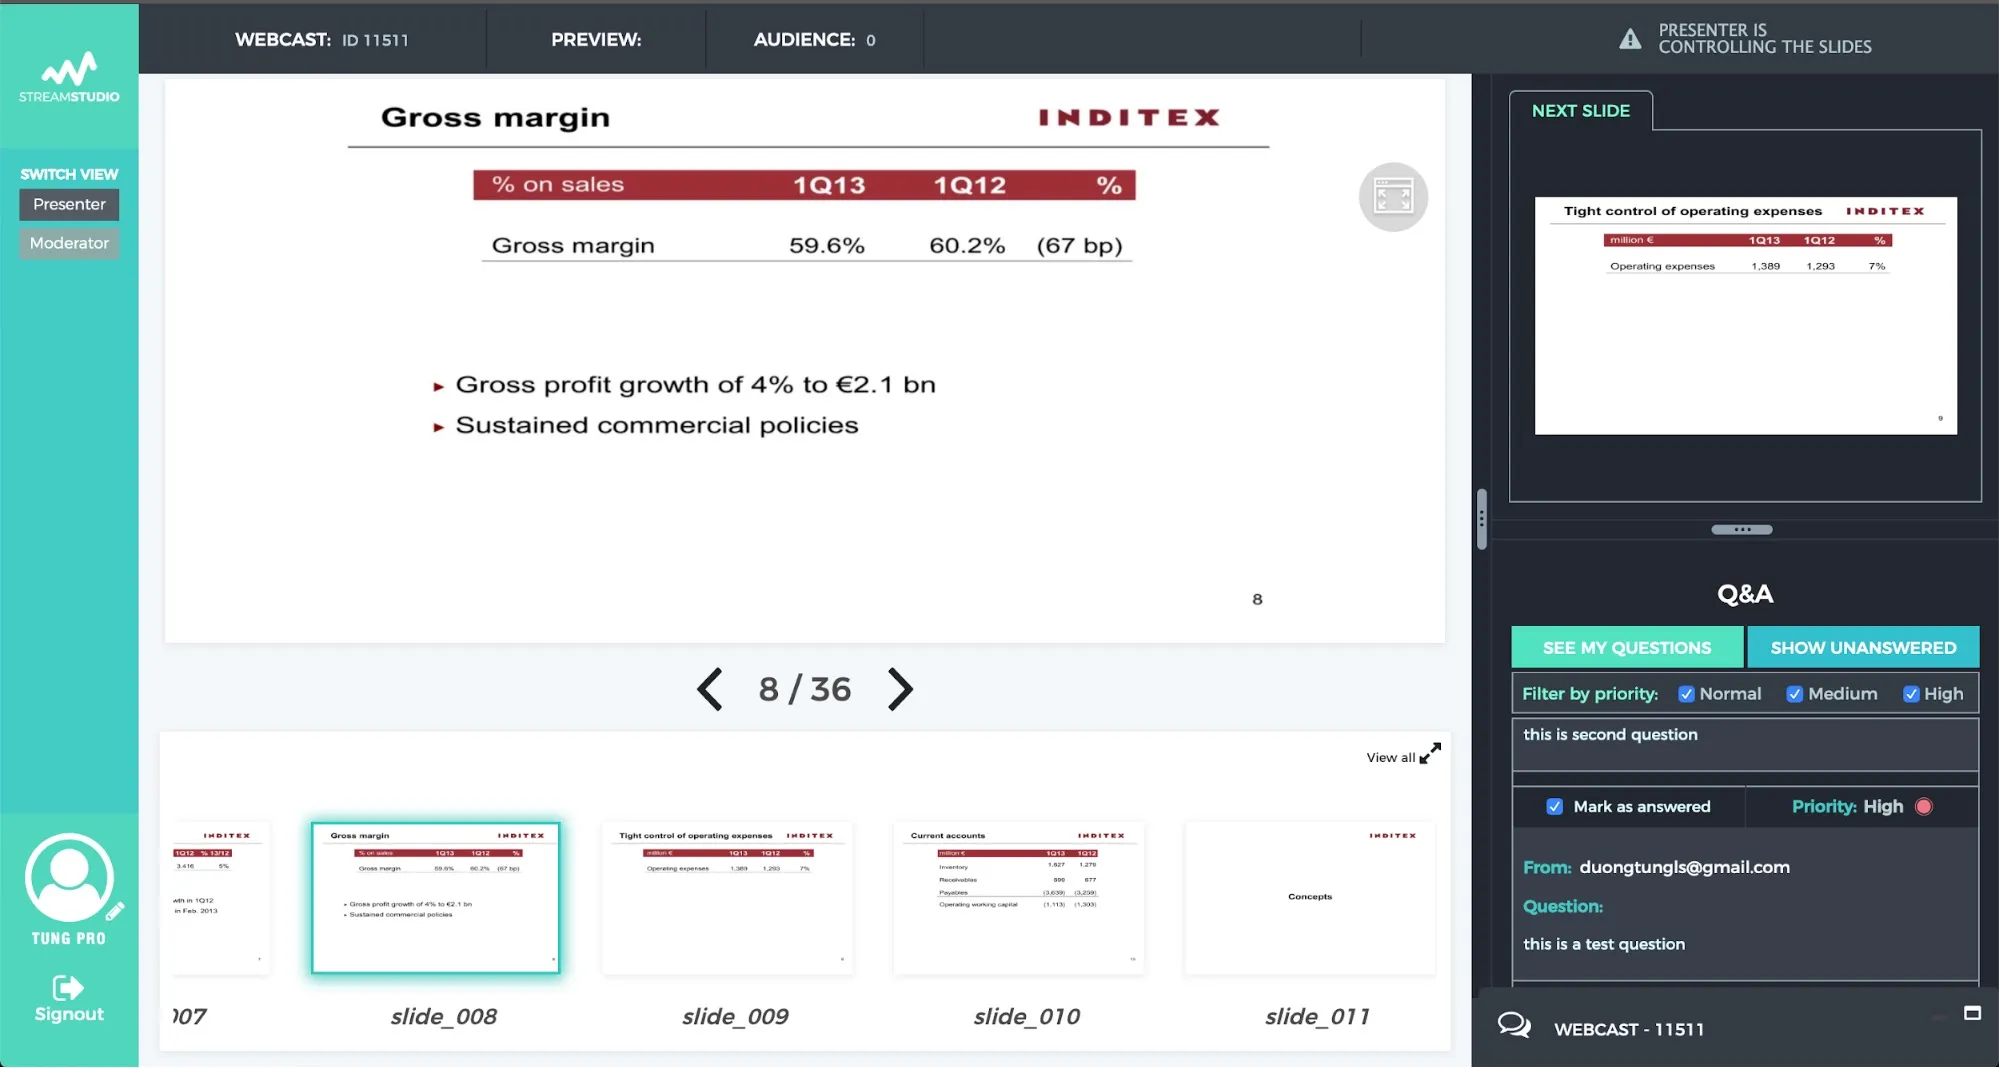 STREAMSTUDIO
WEBCAST: ID 11511
PREVIEW:
AUDIENCE: 0
PRESENTER IS
CONTROLLING THE SLIDES
SWITCH VIEW
Presenter
Moderator
TUNG PRO
Signout
Gross margin INDITEX
% on sales 1Q13 1Q12 %
Gross margin 59.6% 60.2% (67 bp)
► Gross profit growth of 4% to €2.1 bn
► Sustained commercial policies
8
8 / 36
View all
INDITEX
1Q12 % 13/12
3,416 5%
in 1Q12
in Feb. 2013
7
007
Gross margin INDITEX
% on sales 1Q13 1Q12 %
Gross margin 59.6% 60.2% (67 bp)
▸ Gross profit growth of 4% to €2.1 bn
▸ Sustained commercial policies
8
slide_008
Tight control of operating expenses INDITEX
million € 1Q13 1Q12 %
Operating expenses 1,389 1,293 7%
9
slide_009
Current accounts INDITEX
million € 1Q13 1Q12
Inventory 1,627 1,276
Receivables 677
Payables (3,639) (3,259)
Operating working capital (1,113) (1,303)
10
slide_010
INDITEX
Concepts
slide_011
NEXT SLIDE
Tight control of operating expenses INDITEX
million € 1Q13 1Q12 %
Operating expenses 1,389 1,293 7%
9
Q&A
SEE MY QUESTIONS
SHOW UNANSWERED
Filter by priority: Normal Medium High
this is second question
Mark as answered
Priority: High
From: duongtungls@gmail.com
Question:
this is a test question
WEBCAST - 11511